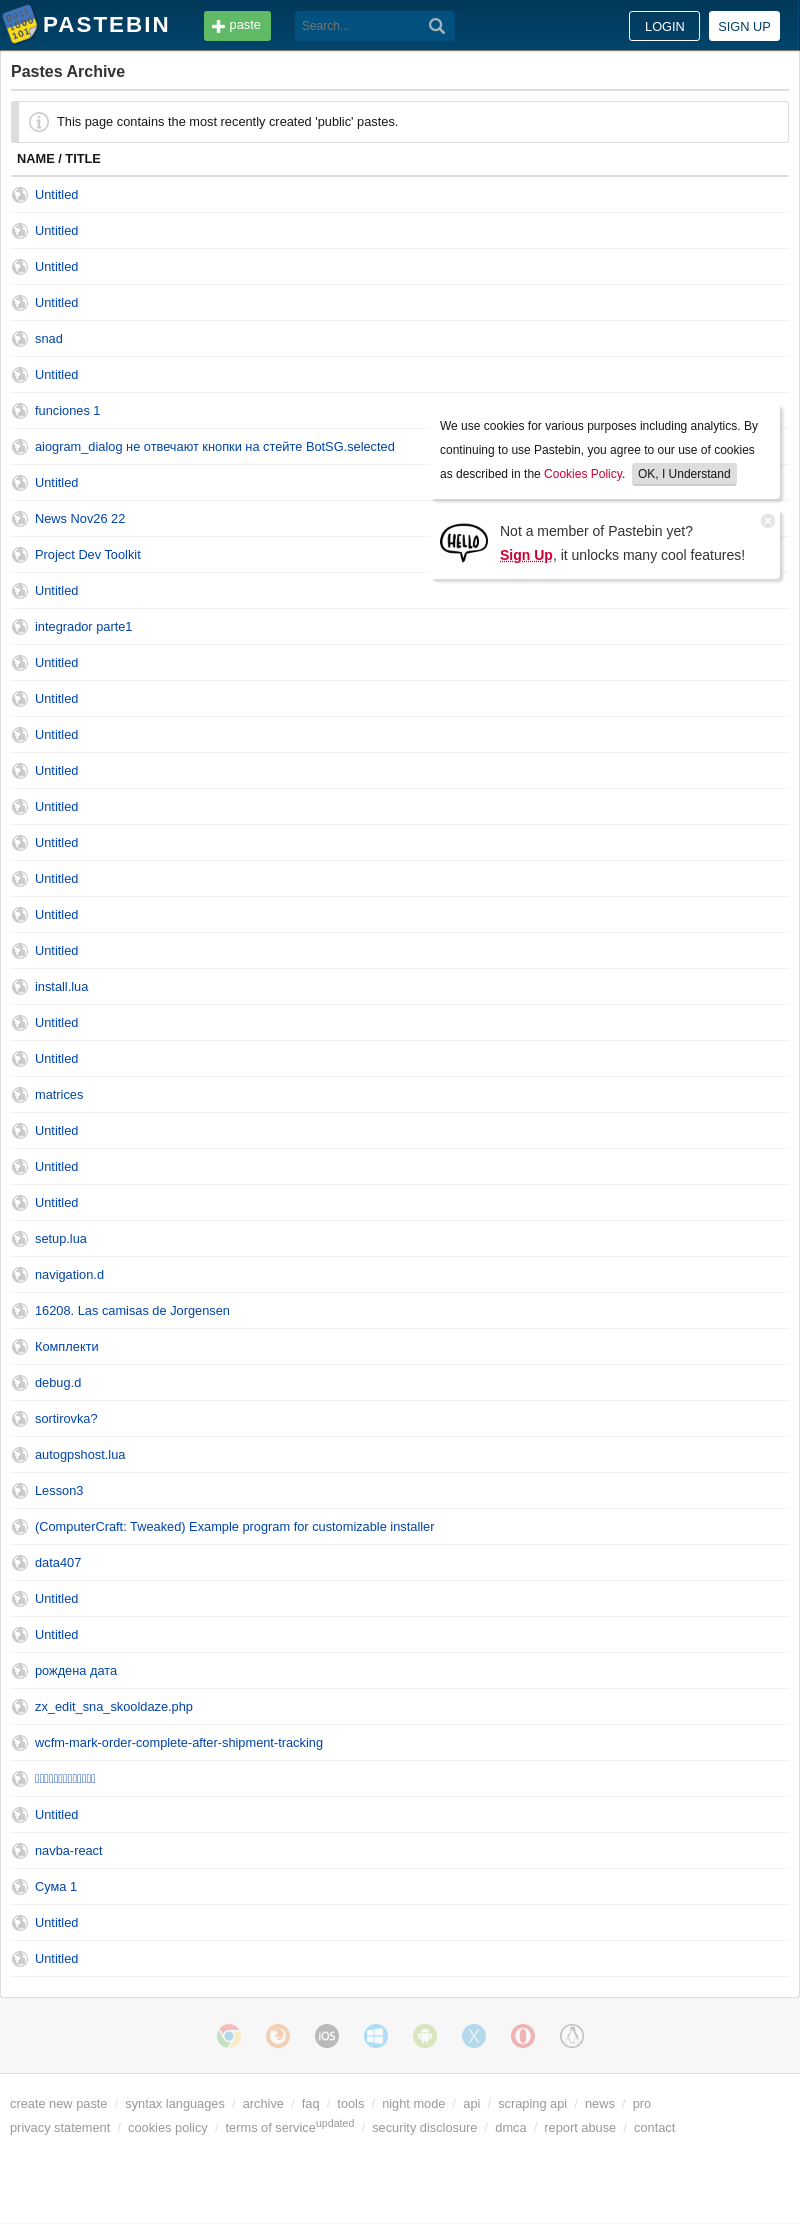 PASTEBIN
paste
Search...
LOGIN
SIGN UP
Pastes Archive
This page contains the most recently created 'public' pastes.
NAME / TITLE
Untitled
Untitled
Untitled
Untitled
snad
Untitled
funciones 1
aiogram_dialog не отвечают кнопки на стейте BotSG.selected
Untitled
News Nov26 22
Project Dev Toolkit
We use cookies for various purposes including analytics. By
continuing to use Pastebin, you agree to our use of cookies
as described in the Cookies Policy. OK, I Understand
HELLO
Not a member of Pastebin yet?
Sign Up, it unlocks many cool features!
Untitled
integrador parte1
Untitled
Untitled
Untitled
Untitled
Untitled
Untitled
Untitled
Untitled
Untitled
install.lua
Untitled
Untitled
matrices
Untitled
Untitled
Untitled
setup.lua
navigation.d
16208. Las camisas de Jorgensen
Комплекти
debug.d
sortirovka?
autogpshost.lua
Lesson3
(ComputerCraft: Tweaked) Example program for customizable installer
data407
Untitled
Untitled
рождена дата
zx_edit_sna_skooldaze.php
wcfm-mark-order-complete-after-shipment-tracking
Untitled
navba-react
Сума 1
Untitled
Untitled
iOS
create new paste / syntax languages / archive / faq / tools / night mode / api / scraping api / news / pro
privacy statement / cookies policy / terms of service updated / security disclosure / dmca / report abuse / contact